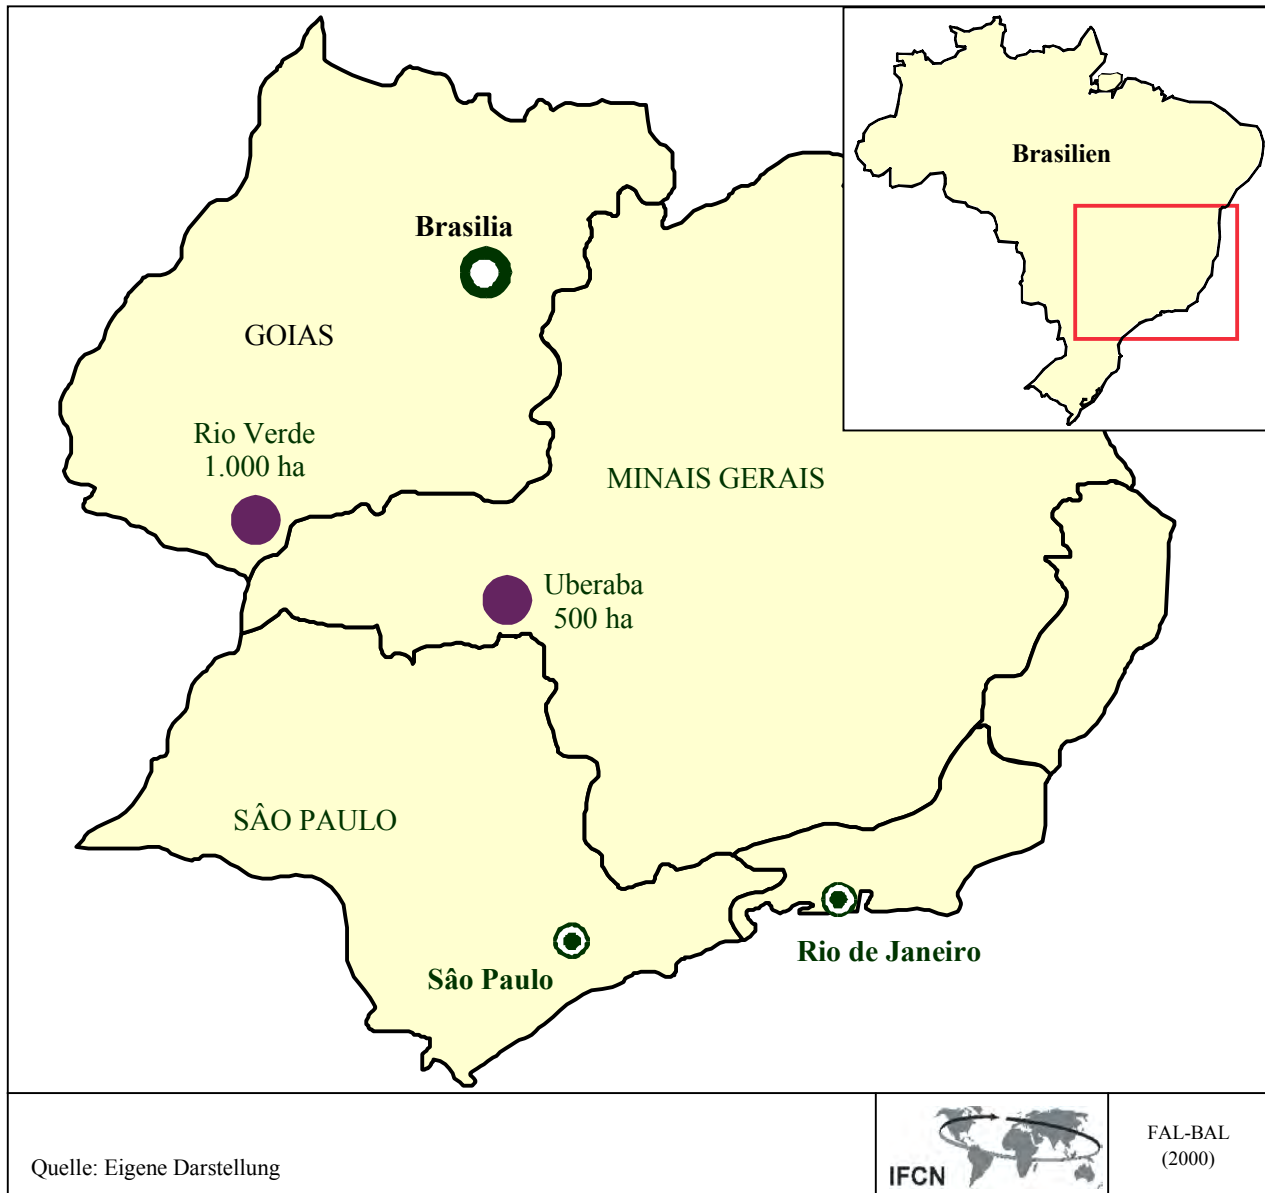 Brasilien
Brasilia
GOIAS
Rio Verde
1.000 ha
MINAIS GERAIS
Uberaba
500 ha
SÂO PAULO
Rio de Janeiro
Sâo Paulo
Quelle: Eigene Darstellung
IFCN
FAL-BAL
(2000)